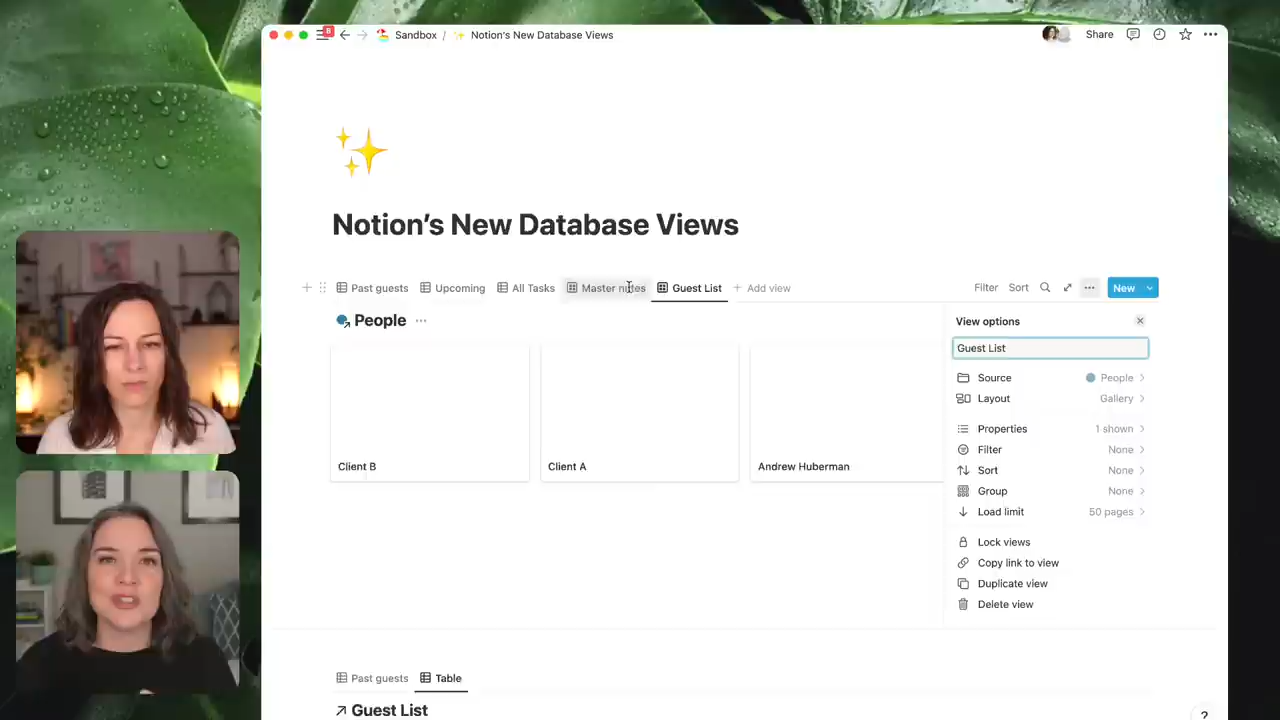 8
Sandbox / Notion's New Database Views
Share
Notion's New Database Views
Past guests Upcoming All Tasks Master notes Guest List + Add view Filter Sort New
People
View options
Guest List
Source People
Layout Gallery
Properties 1 shown
Filter None
Sort None
Group None
Load limit 50 pages
Lock views
Copy link to view
Duplicate view
Delete view
Client B Client A Andrew Huberman
Past guests Table
Guest List
?